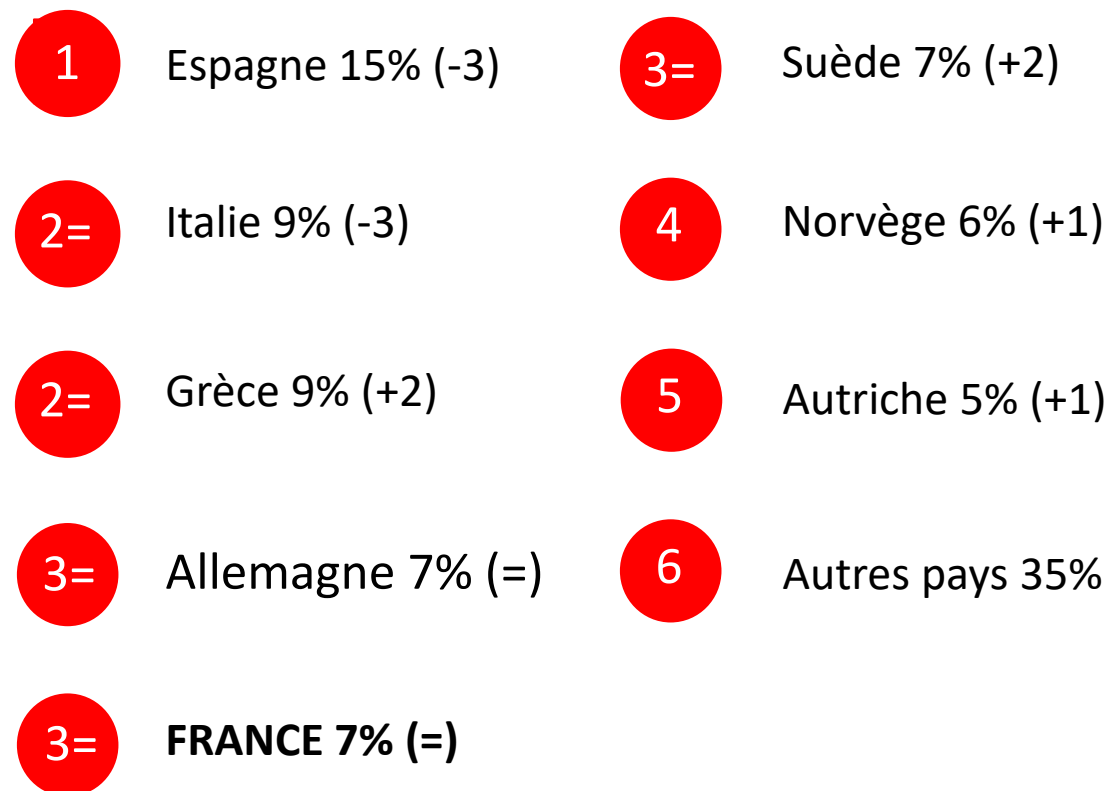 1 Espagne 15% (-3)
2= Italie 9% (-3)
2= Grèce 9% (+2)
3= Allemagne 7% (=)
3= FRANCE 7% (=)
3= Suède 7% (+2)
4 Norvège 6% (+1)
5 Autriche 5% (+1)
6 Autres pays 35%